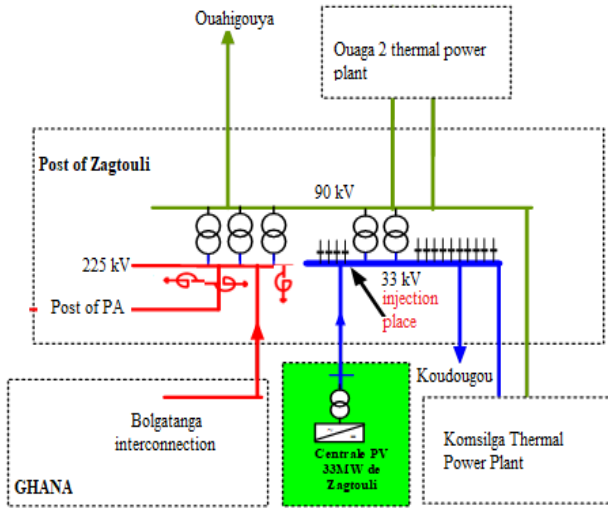 Ouahigouya
Ouaga 2 thermal power
plant
Post of Zagtouli
90 kV
225 kV
33 kV
injection
place
Post of PA
Koudougou
Bolgatanga
interconnection
GHANA
Centrale PV
33MW de
Zagtouli
Komsilga Thermal
Power Plant